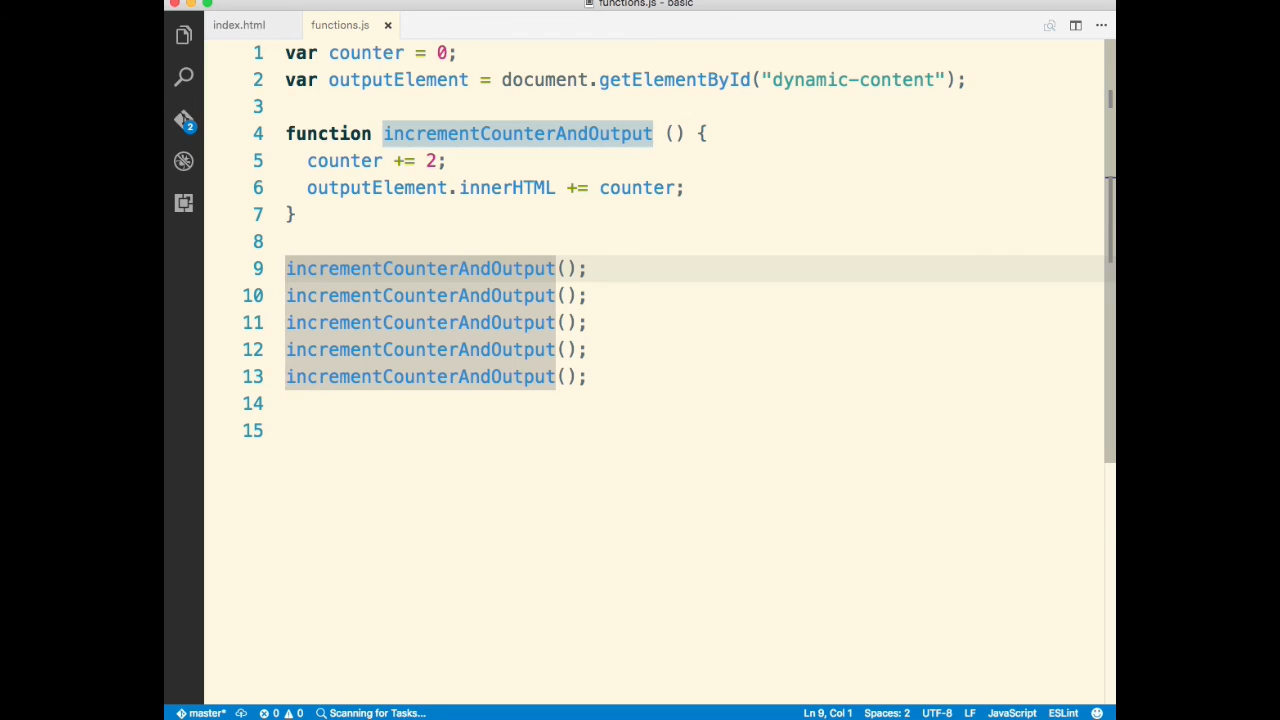 functions.js - basic
index.html functions.js
1 var counter = 0;
2 var outputElement = document.getElementById("dynamic-content");
3
4 function incrementCounterAndOutput () {
5 counter += 2;
6 outputElement.innerHTML += counter;
7 }
8
9 incrementCounterAndOutput();
10 incrementCounterAndOutput();
11 incrementCounterAndOutput();
12 incrementCounterAndOutput();
13 incrementCounterAndOutput();
14
15
2
master* 0 0 Scanning for Tasks... Ln 9, Col 1 Spaces: 2 UTF-8 LF JavaScript ESLint